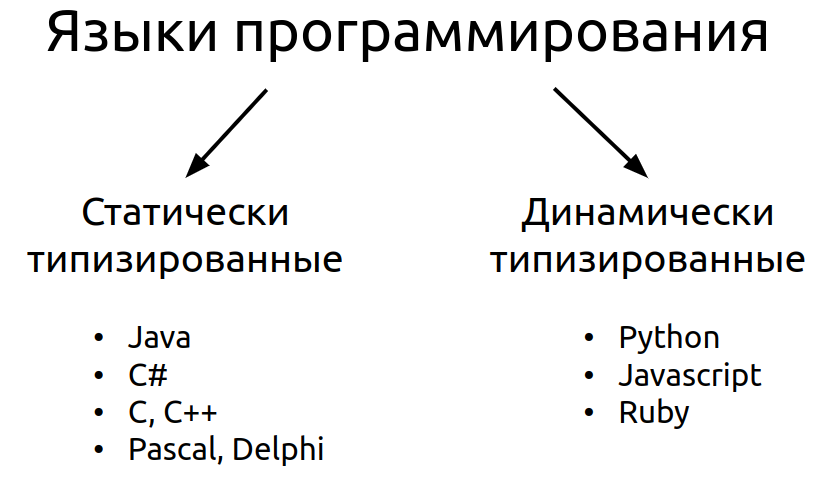 Языки программирования
Статически
типизированные
• Java
• C#
• C, C++
• Pascal, Delphi
Динамически
типизированные
• Python
• Javascript
• Ruby